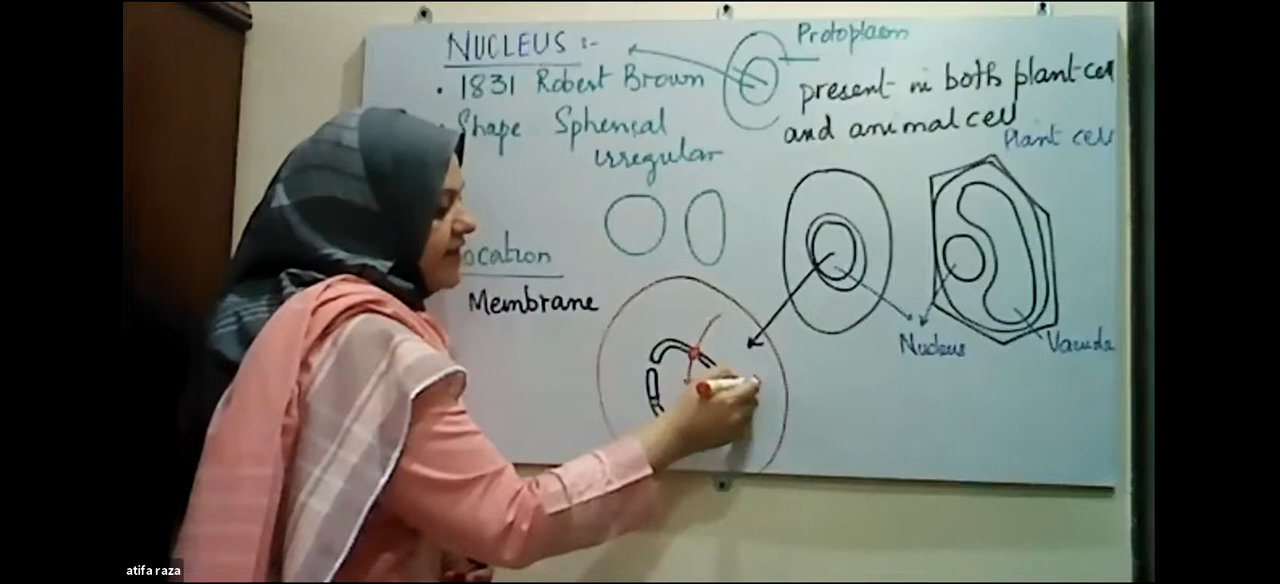 NUCLEUS :-
Protoplasm
• 1831 Robert Brown
present in both plant cell
and animal cell
Shape Spherical
irregular
Plant cell
ocation
Membrane
Nucleus
atifa raza